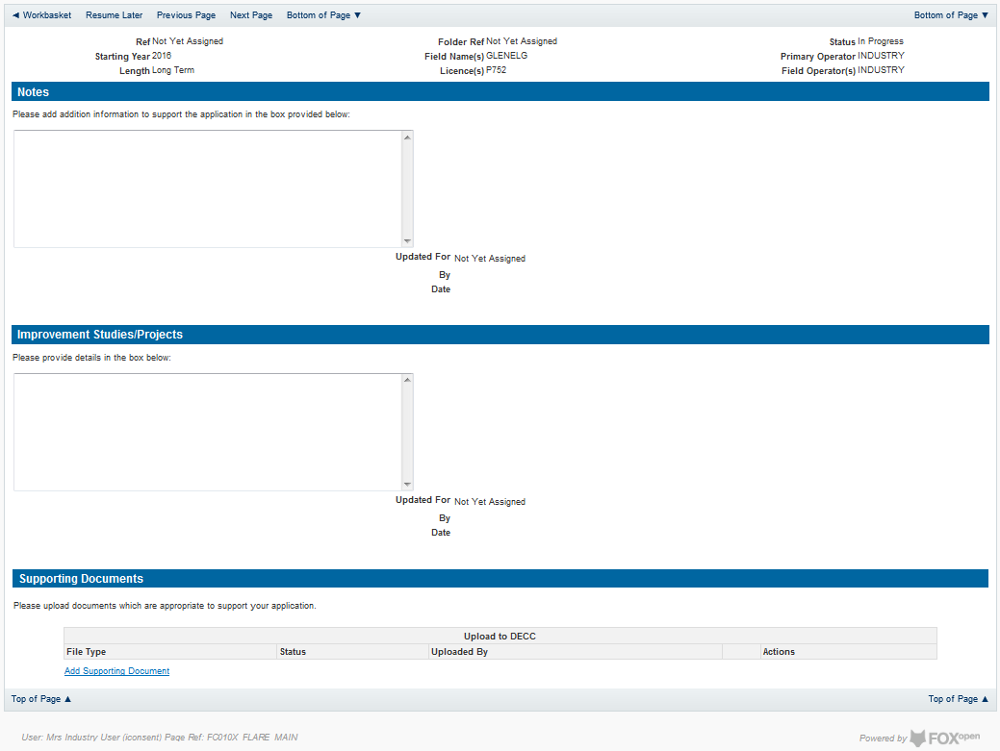 ◄ Workbasket Resume Later Previous Page Next Page Bottom of Page ▼ Bottom of Page ▼
Ref Not Yet Assigned Folder Ref Not Yet Assigned Status In Progress
Starting Year 2016 Field Name(s) GLENELG Primary Operator INDUSTRY
Length Long Term Licence(s) P752 Field Operator(s) INDUSTRY
Notes
Please add addition information to support the application in the box provided below:
Updated For Not Yet Assigned
By
Date
Improvement Studies/Projects
Please provide details in the box below:
Updated For Not Yet Assigned
By
Date
Supporting Documents
Please upload documents which are appropriate to support your application.
Upload to DECC
File Type Status Uploaded By Actions
Add Supporting Document
Top of Page ▲ Top of Page ▲
User: Mrs Industry User (iconsent) Page Ref: FC010X_FLARE_MAIN Powered by FOXopen